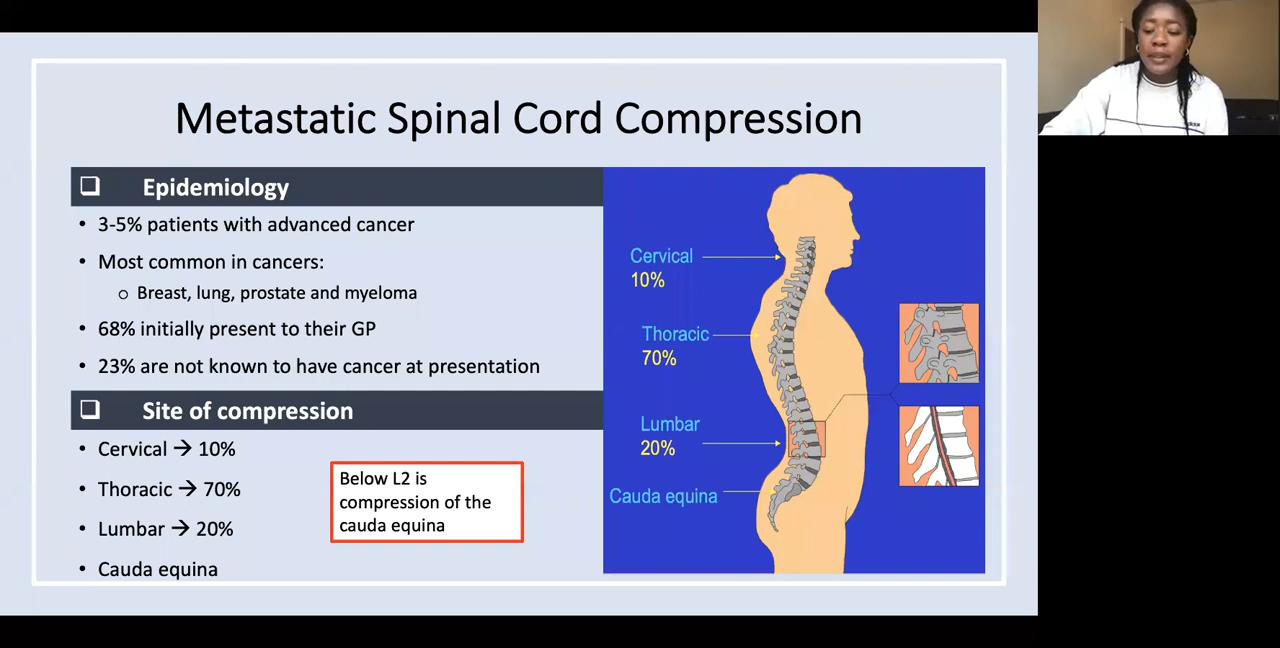 Metastatic Spinal Cord Compression
❑ Epidemiology
• 3-5% patients with advanced cancer
• Most common in cancers:
o Breast, lung, prostate and myeloma
• 68% initially present to their GP
• 23% are not known to have cancer at presentation
❑ Site of compression
• Cervical → 10%
• Thoracic → 70%
• Lumbar → 20%
• Cauda equina
Below L2 is
compression of the
cauda equina
Cervical
10%
Thoracic
70%
Lumbar
20%
Cauda equina
adidas